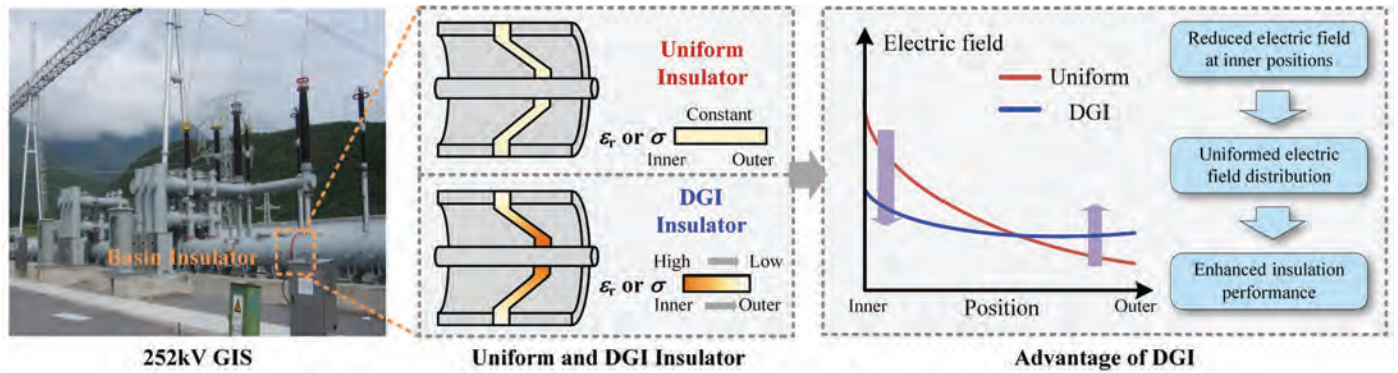 Basin Insulator
252kV GIS
Uniform
Insulator
Constant
εr or σ
Inner Outer
DGI
Insulator
High Low
εr or σ
Inner Outer
Uniform and DGI Insulator
Electric field
Uniform
DGI
Inner Position Outer
Reduced electric field
at inner positions
Uniformed electric
field distribution
Enhanced insulation
performance
Advantage of DGI